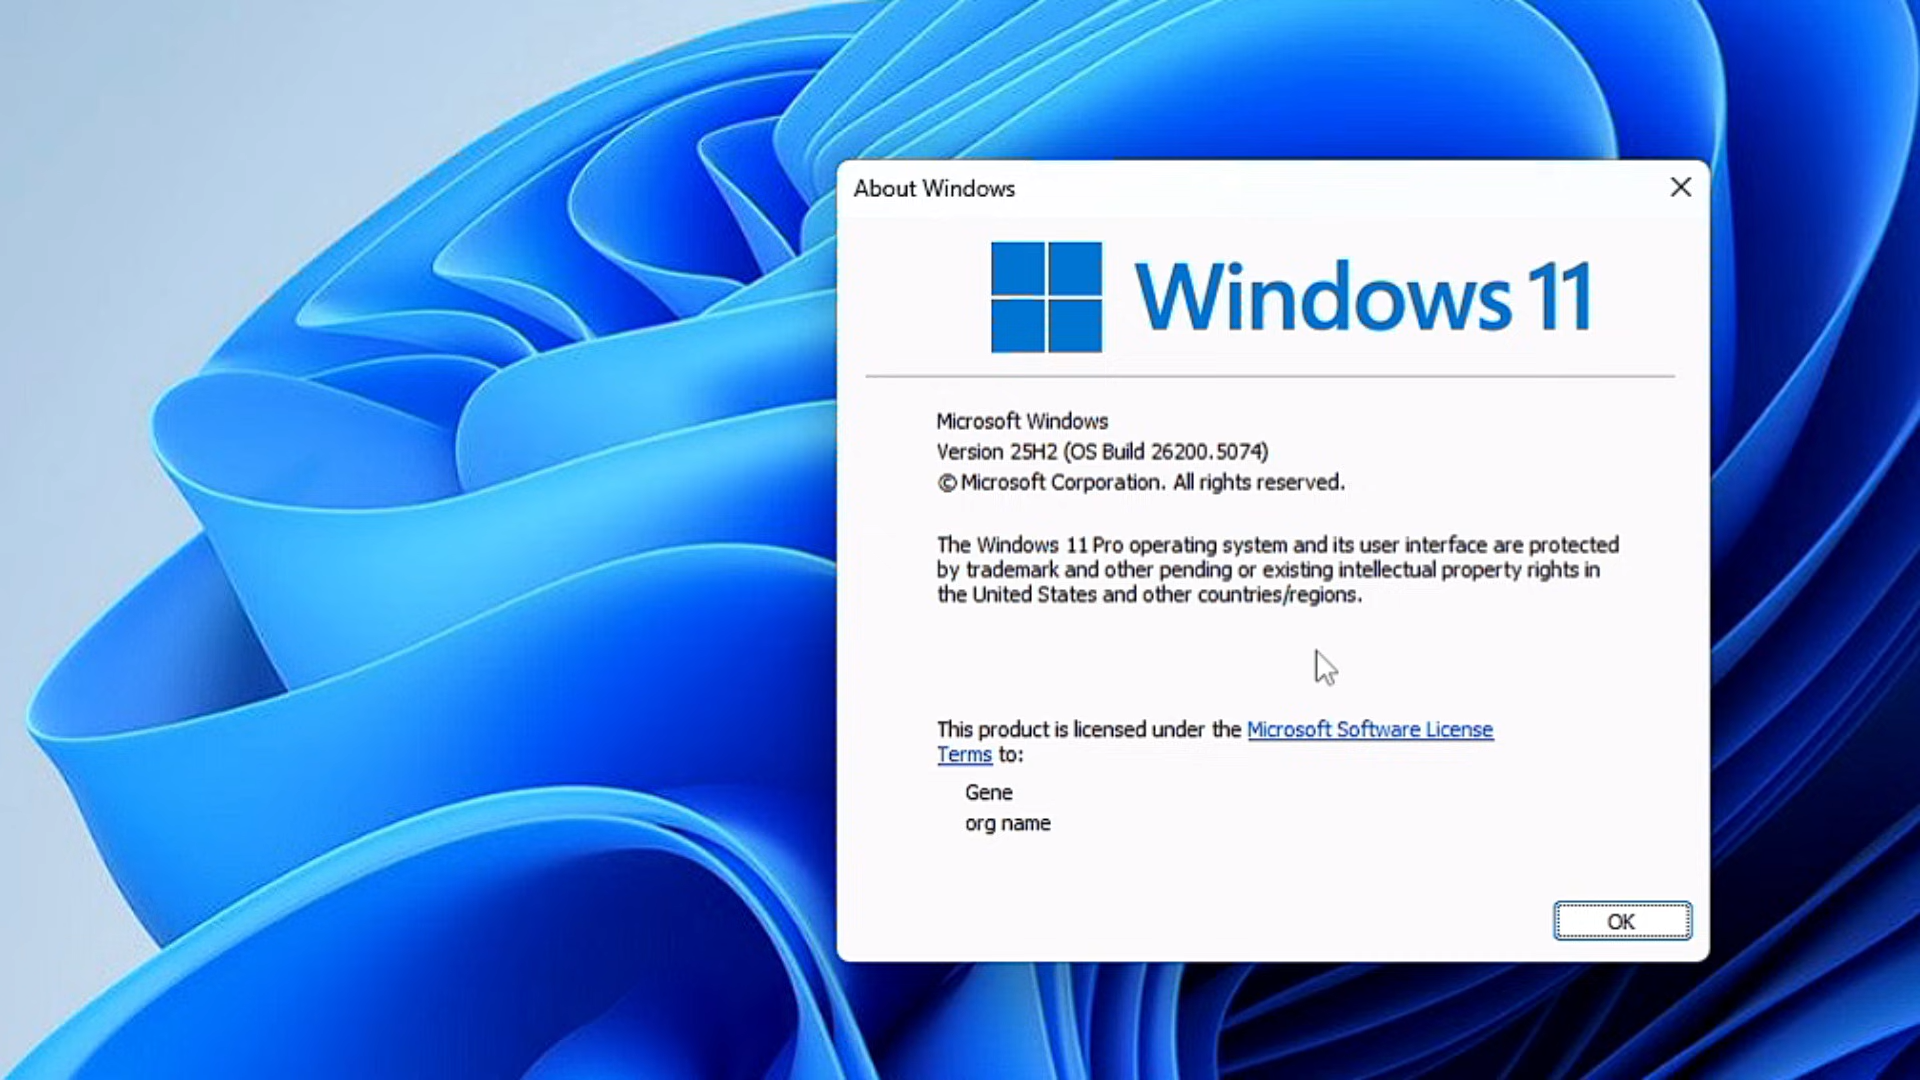 About Windows
Windows 11
Microsoft Windows
Version 25H2 (OS Build 26200.5074)
© Microsoft Corporation. All rights reserved.
The Windows 11 Pro operating system and its user interface are protected
by trademark and other pending or existing intellectual property rights in
the United States and other countries/regions.
This product is licensed under the Microsoft Software License
Terms to:
Gene
org name
OK